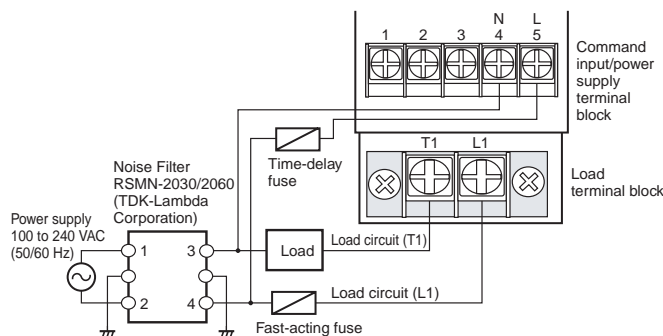 N L
1 2 3 4 5
Command
input/power
supply
terminal
block
T1 L1
Time-delay
fuse
Load
terminal block
Noise Filter
RSMN-2030/2060
(TDK-Lambda
Corporation)
Power supply
100 to 240 VAC
(50/60 Hz)
1 3
Load
Load circuit (T1)
2 4
Load circuit (L1)
Fast-acting fuse